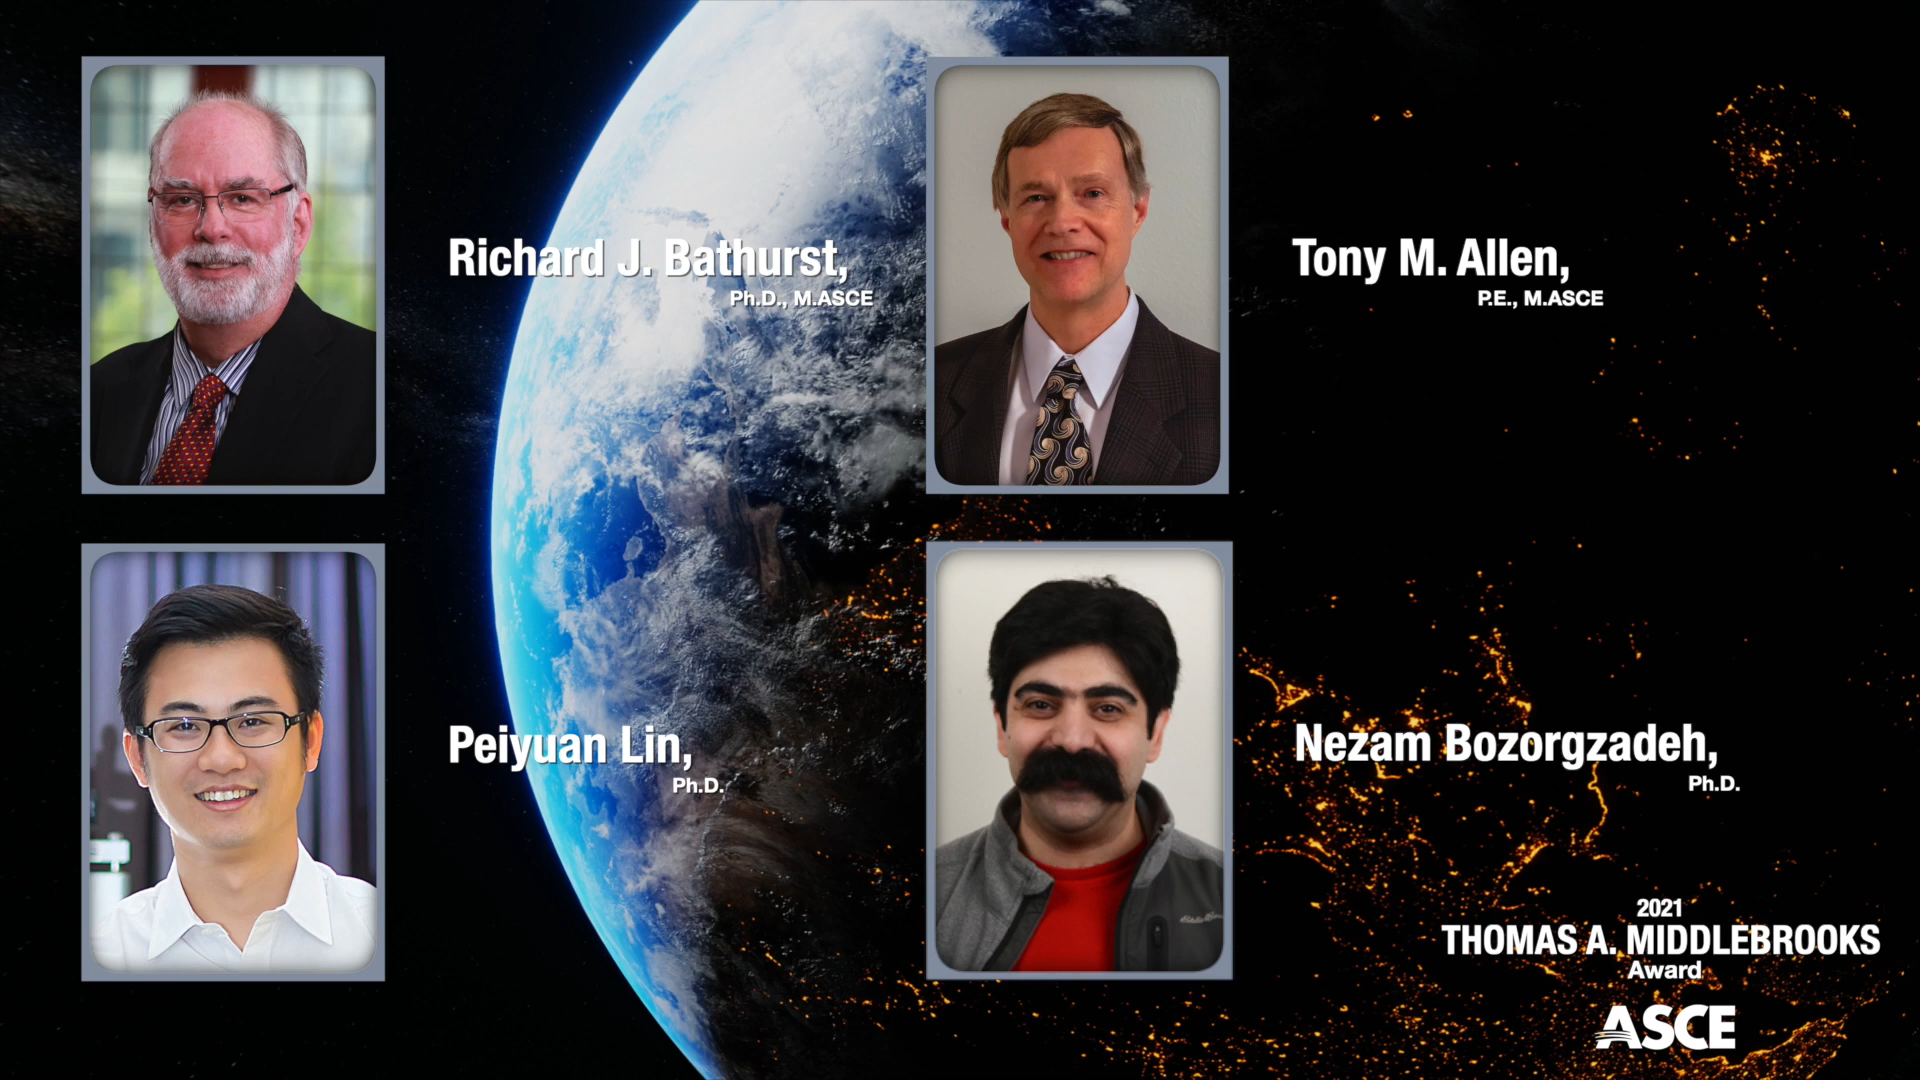 Richard J. Bathurst,
Ph.D., M.ASCE
Tony M. Allen,
P.E., M.ASCE
Peiyuan Lin,
Ph.D.
Nezam Bozorgzadeh,
Ph.D.
2021
THOMAS A. MIDDLEBROOKS
Award
ASCE